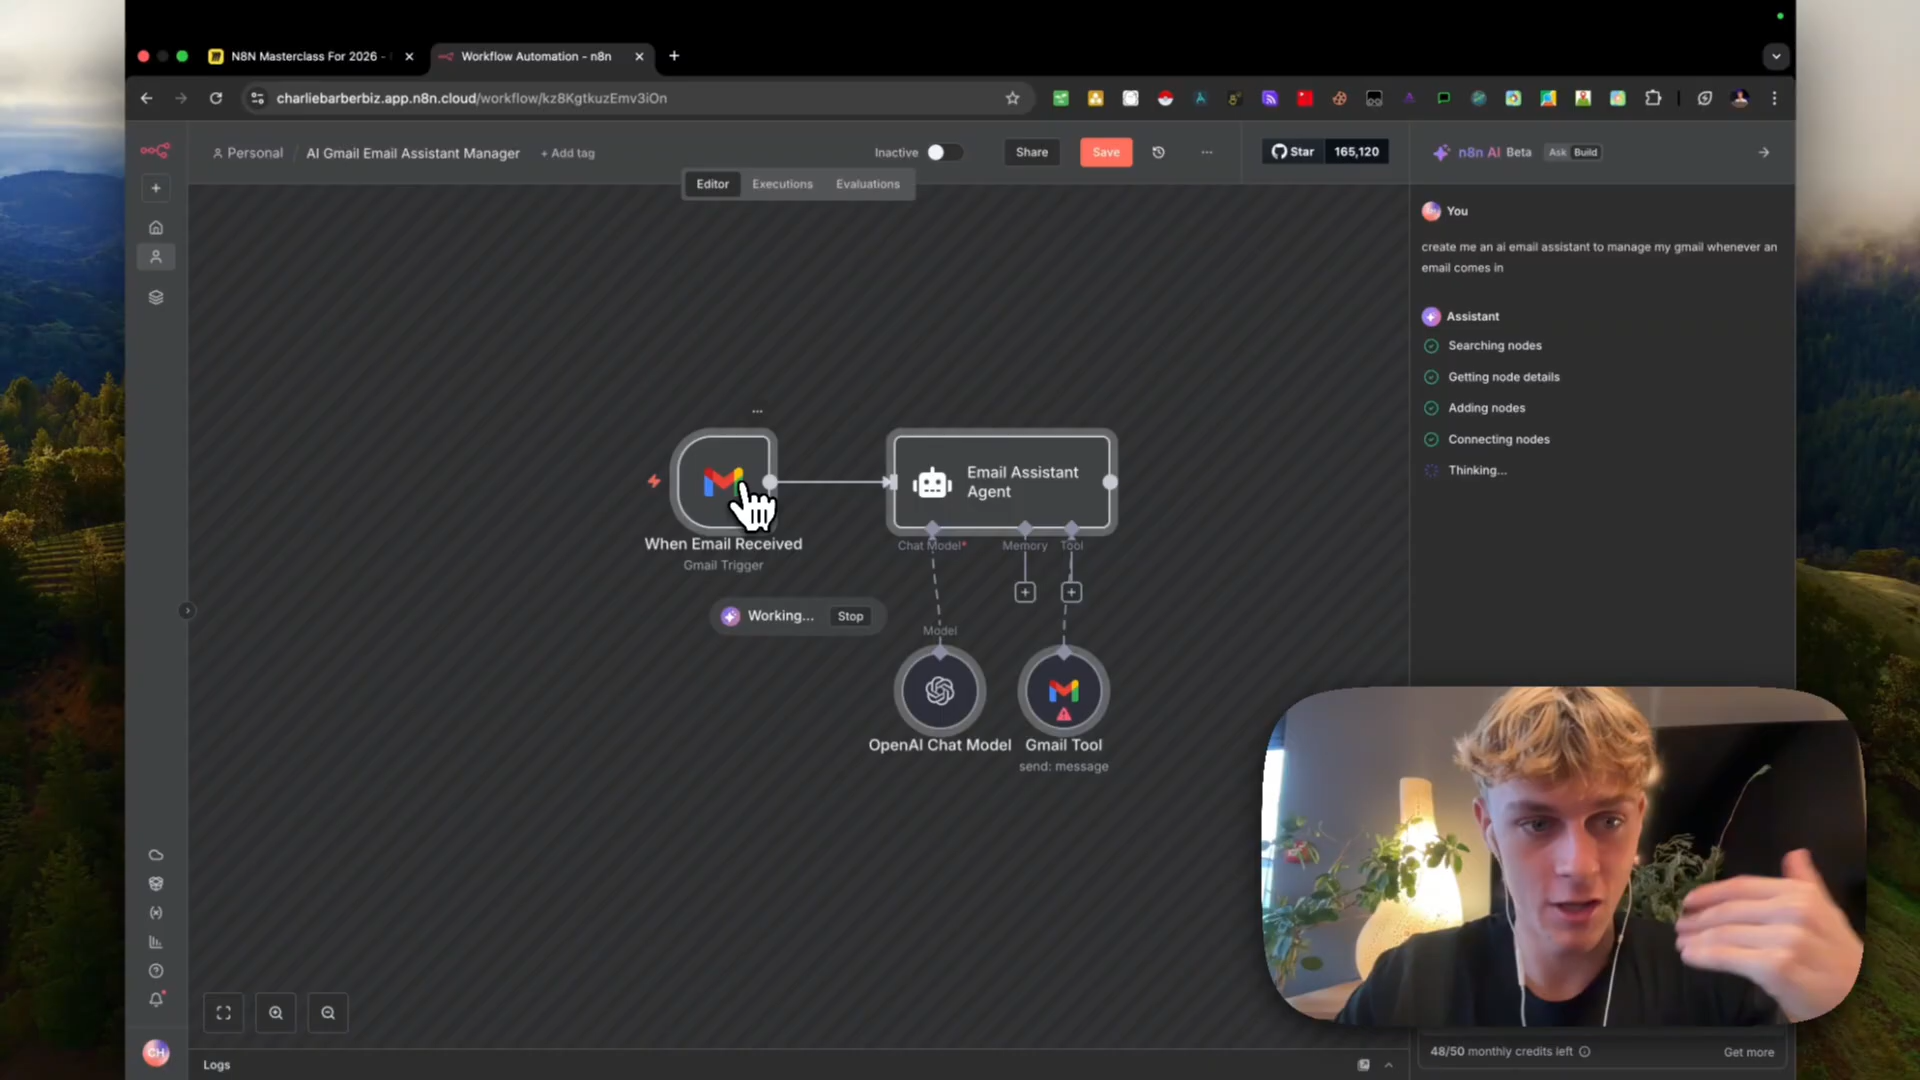 N8N Masterclass For 2026 -
Workflow Automation - n8n
charliebarberbiz.app.n8n.cloud/workflow/kz8KgtkuzEmv3iOn
Personal / AI Gmail Email Assistant Manager + Add tag
Inactive
Share
Save
Star 165,120
n8n AI Beta
Ask Build
Editor Executions Evaluations
You
create me an ai email assistant to manage my gmail whenever an
email comes in
Assistant
Searching nodes
Getting node details
Adding nodes
Connecting nodes
Thinking...
Email Assistant
Agent
When Email Received
Gmail Trigger
Chat Model*
Memory
Tool
Working... Stop
Model
OpenAI Chat Model
Gmail Tool
send: message
CH
Logs
48/50 monthly credits left
Get more